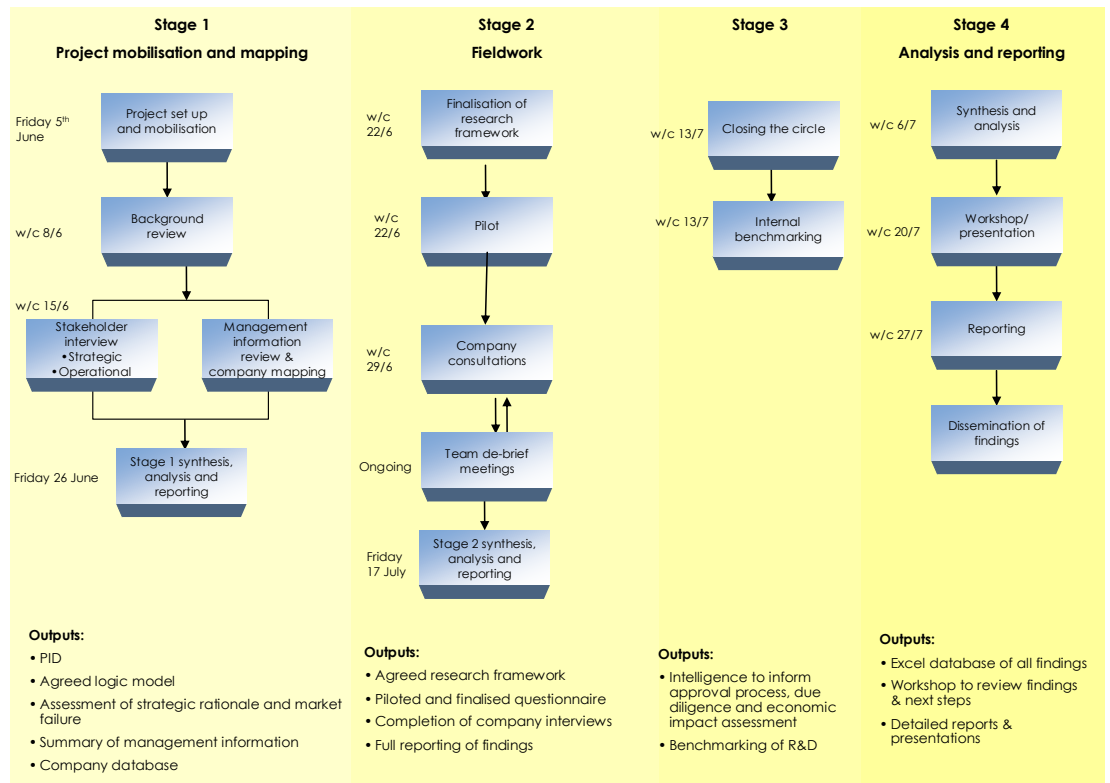 Stage 1
Project mobilisation and mapping
Friday 5th
June
Project set up
and mobilisation
w/c 8/6
Background
review
w/c 15/6
Stakeholder
interview
•Strategic
•Operational
Management
information
review &
company mapping
Friday 26 June
Stage 1 synthesis,
analysis and
reporting
Outputs:
• PID
• Agreed logic model
• Assessment of strategic rationale and market
failure
• Summary of management information
• Company database
Stage 2
Fieldwork
w/c
22/6
Finalisation of
research
framework
w/c
22/6
Pilot
w/c
29/6
Company
consultations
Ongoing
Team de-brief
meetings
Friday
17 July
Stage 2 synthesis,
analysis and
reporting
Outputs:
• Agreed research framework
• Piloted and finalised questionnaire
• Completion of company interviews
• Full reporting of findings
Stage 3
w/c 13/7
Closing the circle
w/c 13/7
Internal
benchmarking
Outputs:
• Intelligence to inform
approval process, due
diligence and economic
impact assessment
• Benchmarking of R&D
Stage 4
Analysis and reporting
w/c 6/7
Synthesis and
analysis
w/c 20/7
Workshop/
presentation
w/c 27/7
Reporting
Dissemination of
findings
Outputs:
• Excel database of all findings
• Workshop to review findings
& next steps
• Detailed reports &
presentations